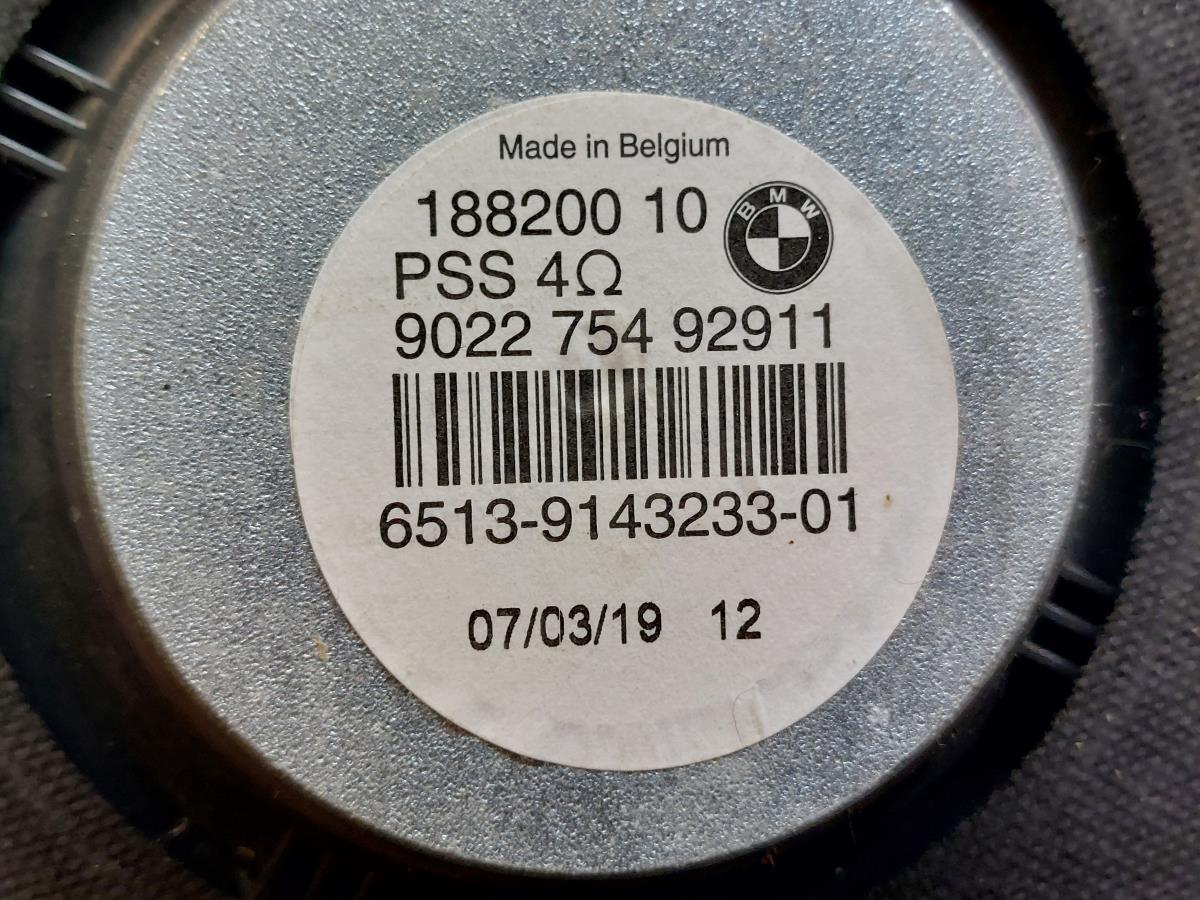 Made in Belgium
188200 10
BMW
PSS 4Ω
9022 754 92911
6513-9143233-01
07/03/19 12